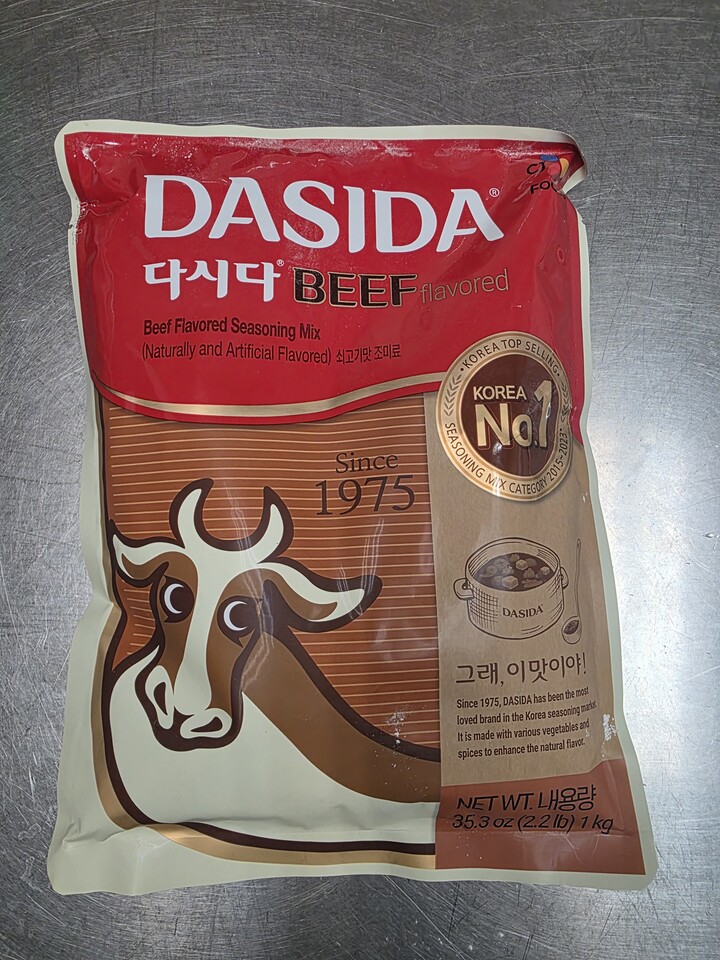 CJ
DASIDA®
다시다® BEEF flavored
Beef Flavored Seasoning Mix
(Naturally and Artificial Flavored) 쇠고기맛 조미료
KOREA TOP SELLING
KOREA
No.1
SEASONING MIX CATEGORY 2015~2023*
Since
1975
DASIDA
그래, 이맛이야!
Since 1975, DASIDA has been the most
loved brand in the Korea seasoning market.
It is made with various vegetables and
spices to enhance the natural flavor.
NET WT. 내용량
35.3 oz (2.2 lb) 1 kg